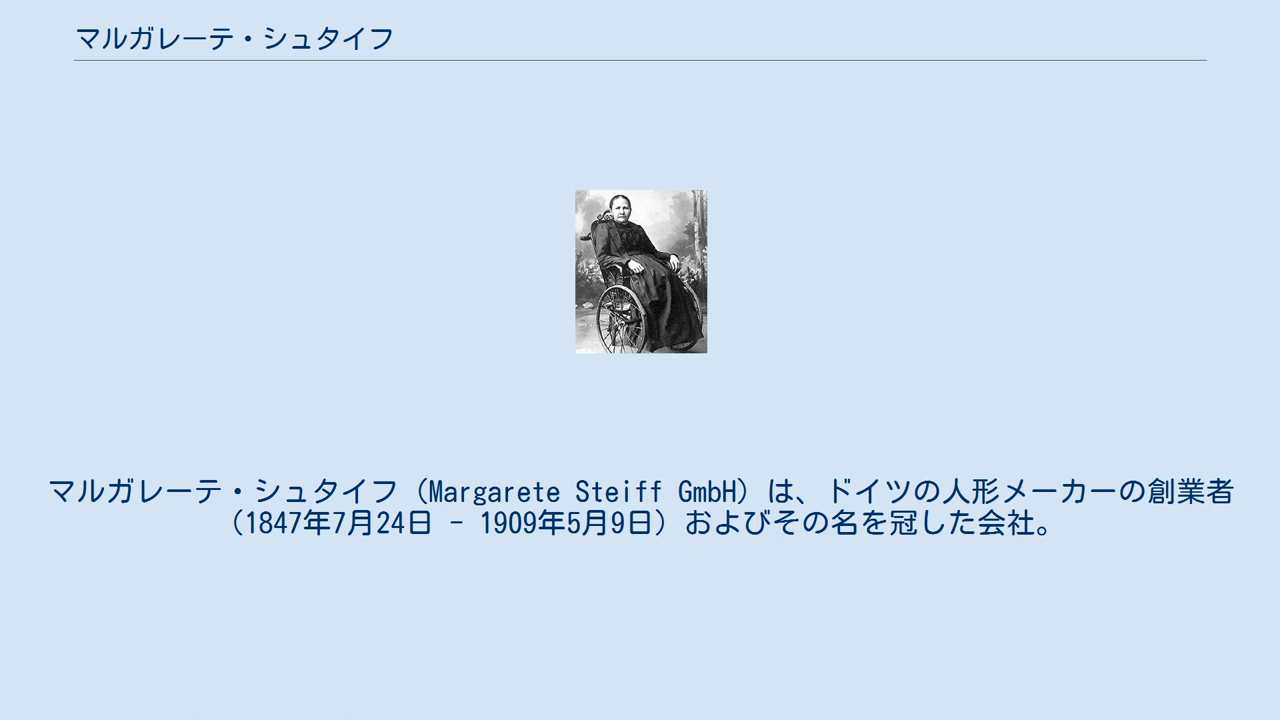 マルガレーテ・シュタイフ
マルガレーテ・シュタイフ（Margarete Steiff GmbH）は、ドイツの人形メーカーの創業者
（1847年7月24日 - 1909年5月9日）およびその名を冠した会社。